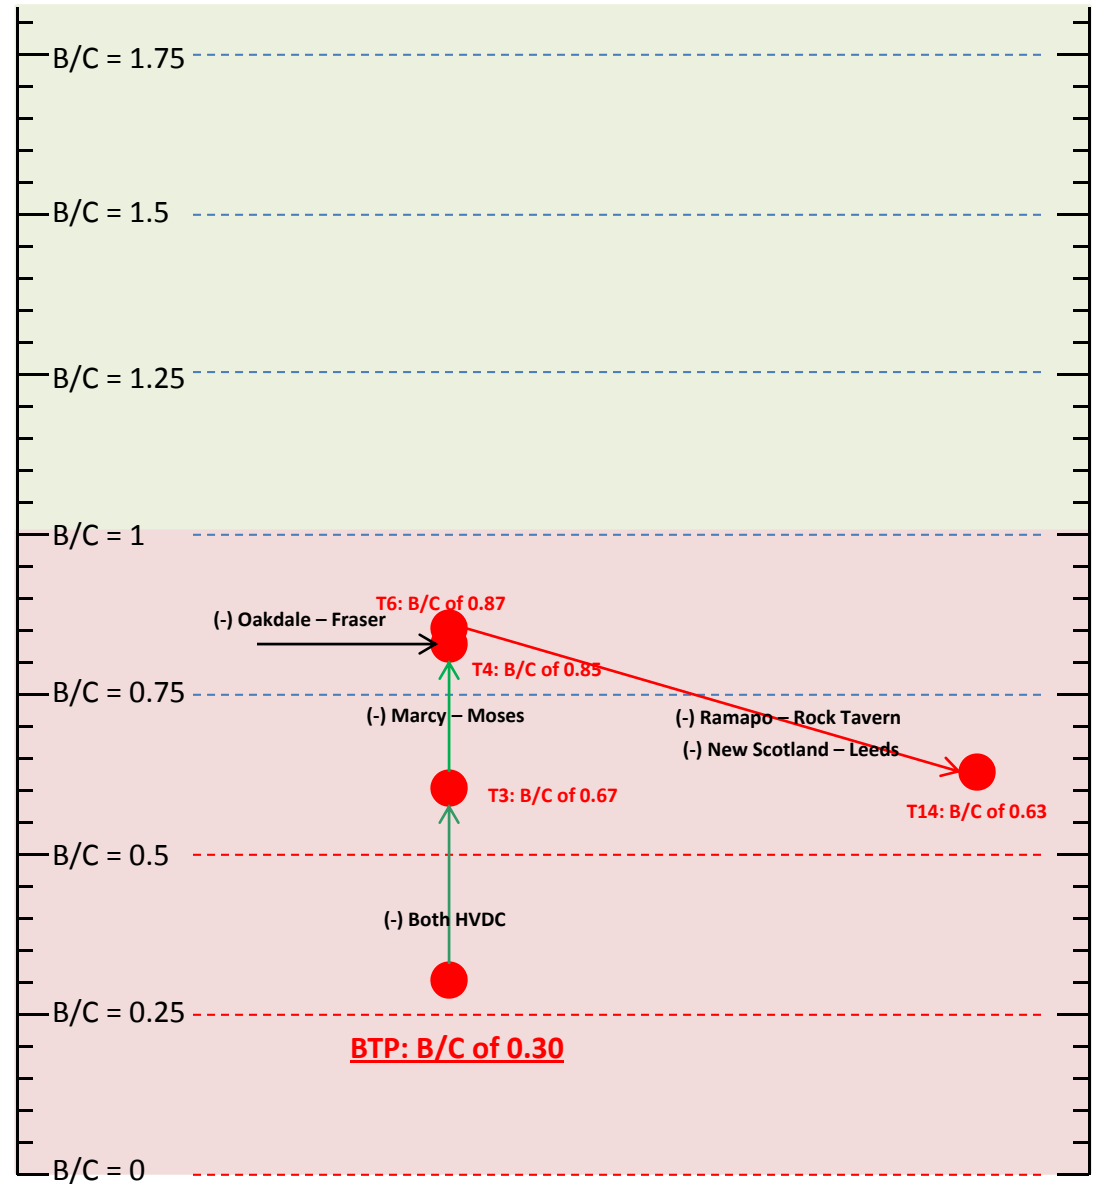 B/C = 1.75
B/C = 1.5
B/C = 1.25
B/C = 1
T6: B/C of 0.87
(-) Oakdale – Fraser
T4: B/C of 0.85
B/C = 0.75
(-) Marcy – Moses
(-) Ramapo – Rock Tavern
(-) New Scotland – Leeds
T3: B/C of 0.67
T14: B/C of 0.63
B/C = 0.5
(-) Both HVDC
B/C = 0.25
BTP: B/C of 0.30
B/C = 0